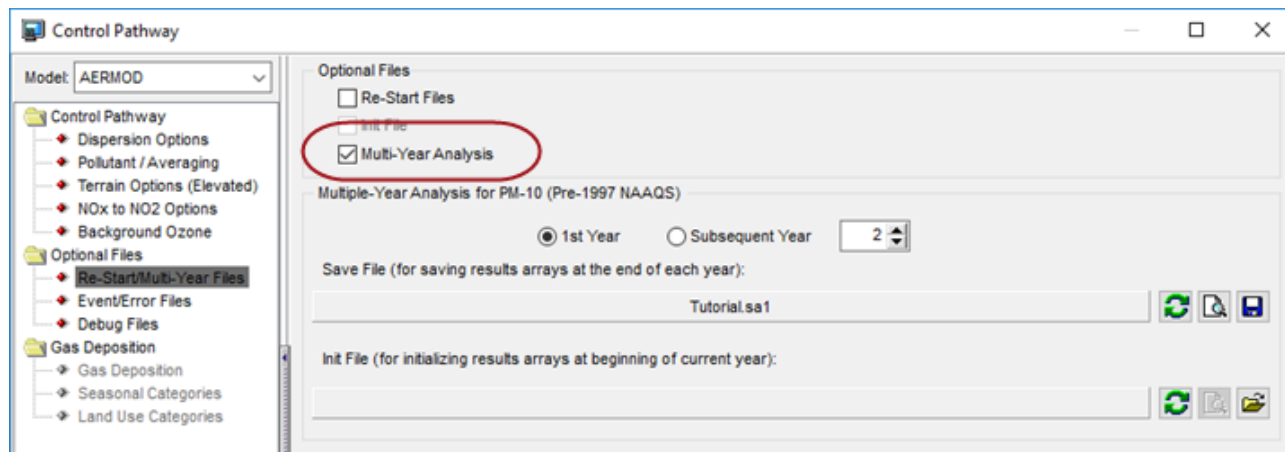 Control Pathway
Model: AERMOD
Control Pathway
Dispersion Options
Pollutant / Averaging
Terrain Options (Elevated)
NOx to NO2 Options
Background Ozone
Optional Files
Re-Start/Multi-Year Files
Event/Error Files
Debug Files
Gas Deposition
Gas Deposition
Seasonal Categories
Land Use Categories
Optional Files
Re-Start Files
Init File
Multi-Year Analysis
Multiple-Year Analysis for PM-10 (Pre-1997 NAAQS)
1st Year Subsequent Year 2
Save File (for saving results arrays at the end of each year):
Tutorial.sa1
Init File (for initializing results arrays at beginning of current year):